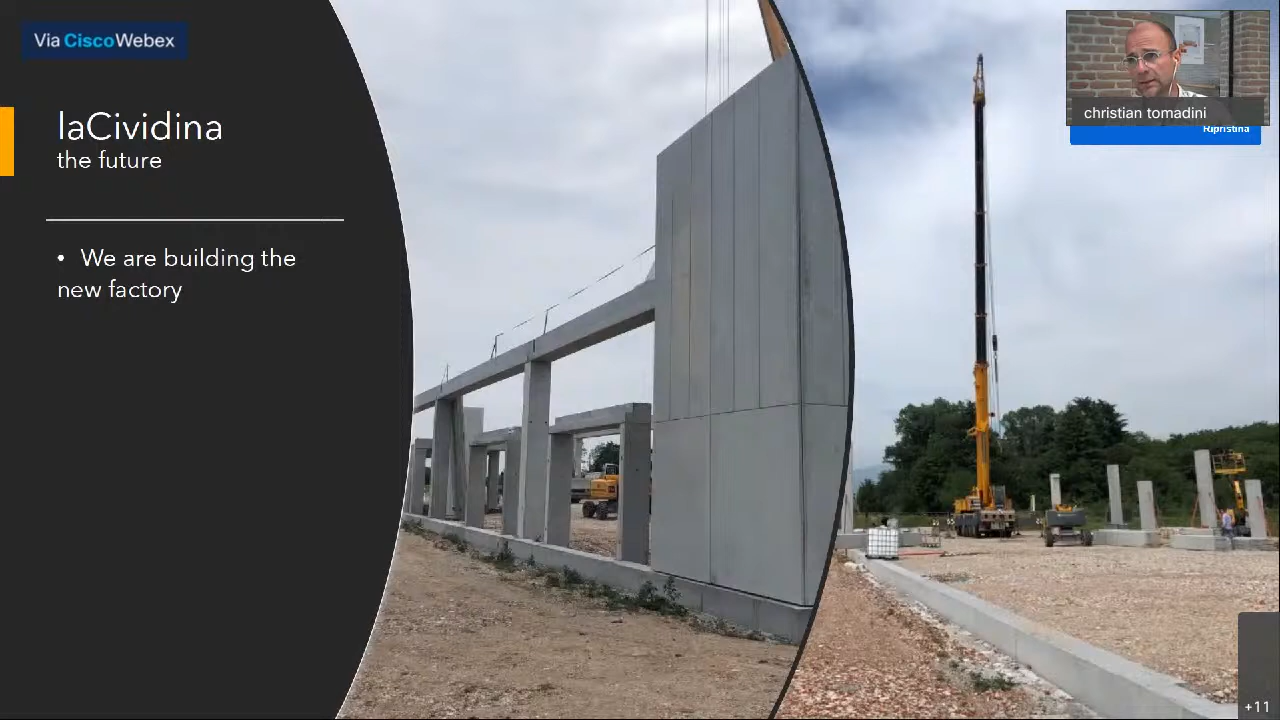 Via CiscoWebex
laCividina
the future
• We are building the
new factory
christian tomadini
Ripristina
+11